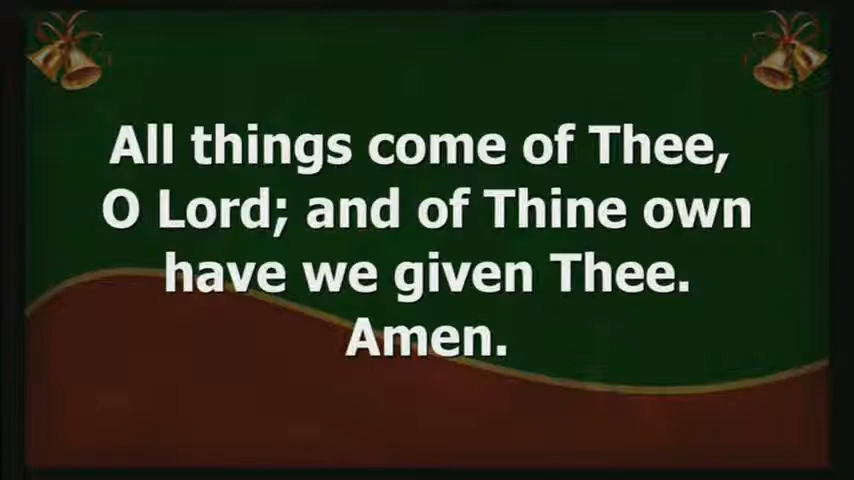 All things come of Thee,
O Lord; and of Thine own
have we given Thee.
Amen.